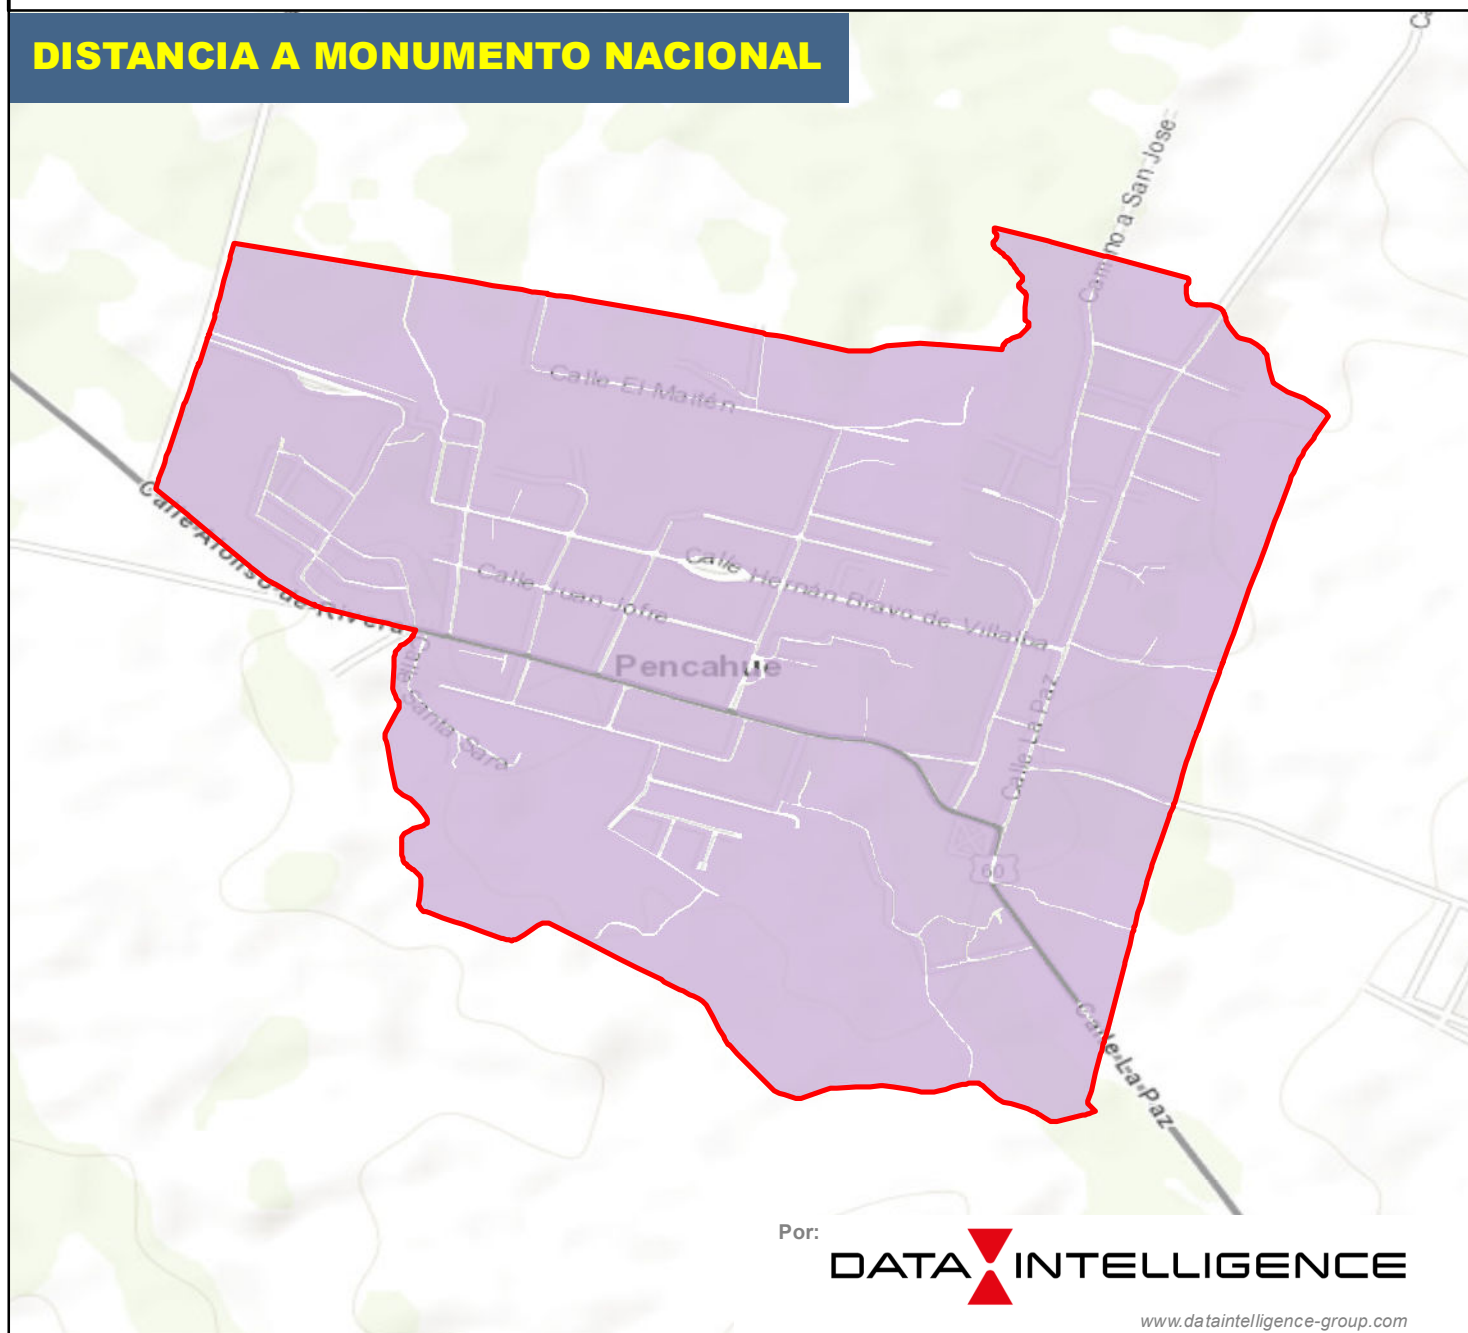 DISTANCIA A MONUMENTO NACIONAL
Camino a San Jose
Calle El Maitén
Calle Alonso de Rivera
Calle Hernán Bravo de Villalba
Calle Juan Jofre
Pencahue
Calle Santa Sara
Calle La Paz
60
Calle La Paz
Por:
DATA INTELLIGENCE
www.dataintelligence-group.com